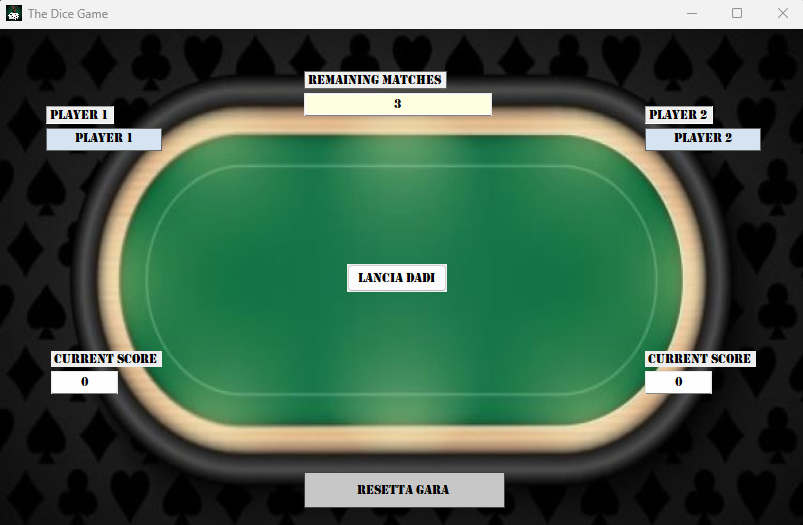 The Dice Game
REMAINING MATCHES
3
PLAYER 1
PLAYER 1
PLAYER 2
PLAYER 2
LANCIA DADI
CURRENT SCORE
0
CURRENT SCORE
0
RESETTA GARA